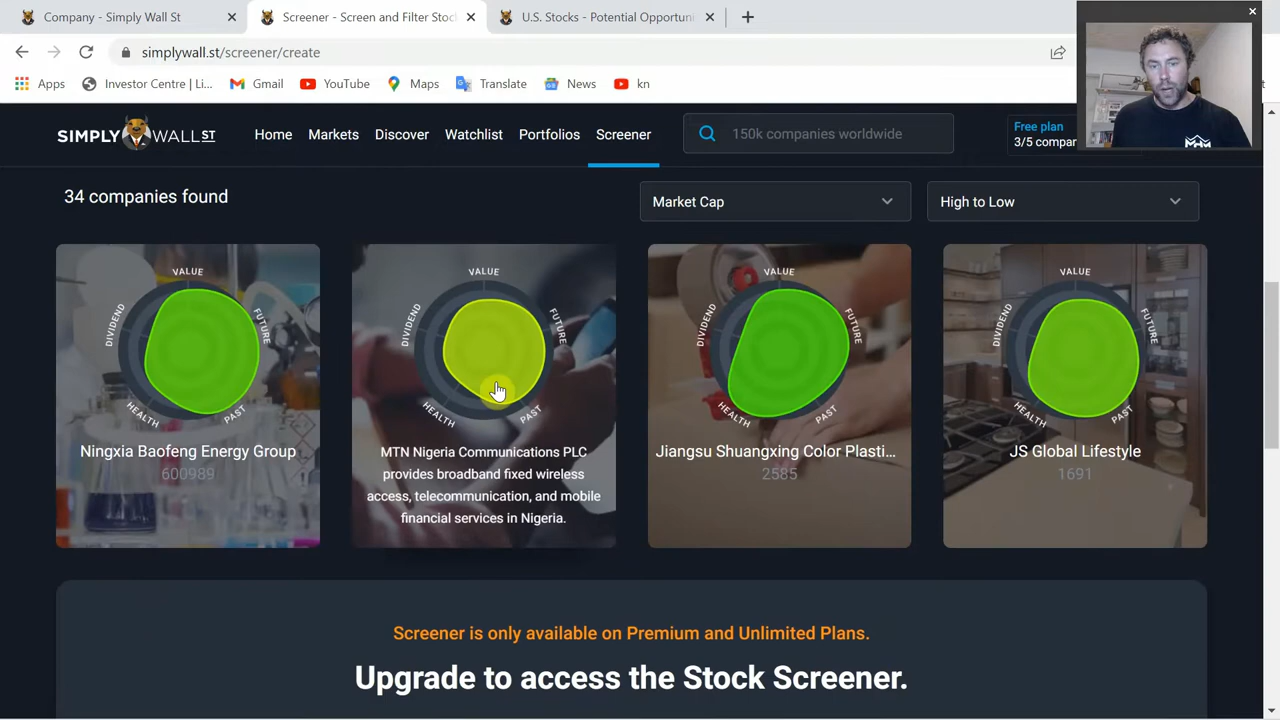 Company - Simply Wall St
Screener - Screen and Filter Stoc
U.S. Stocks - Potential Opportuni
simplywall.st/screener/create
Apps
Investor Centre | Li...
Gmail
YouTube
Maps
Translate
News
kn
SIMPLY WALL ST
Home
Markets
Discover
Watchlist
Portfolios
Screener
150k companies worldwide
Free plan
3/5 compar
34 companies found
Market Cap
High to Low
VALUE
FUTURE
PAST
HEALTH
DIVIDEND
Ningxia Baofeng Energy Group
600989
VALUE
FUTURE
PAST
HEALTH
DIVIDEND
MTN Nigeria Communications PLC
provides broadband fixed wireless
access, telecommunication, and mobile
financial services in Nigeria.
VALUE
FUTURE
PAST
HEALTH
DIVIDEND
Jiangsu Shuangxing Color Plasti...
2585
VALUE
FUTURE
PAST
HEALTH
DIVIDEND
JS Global Lifestyle
1691
Screener is only available on Premium and Unlimited Plans.
Upgrade to access the Stock Screener.